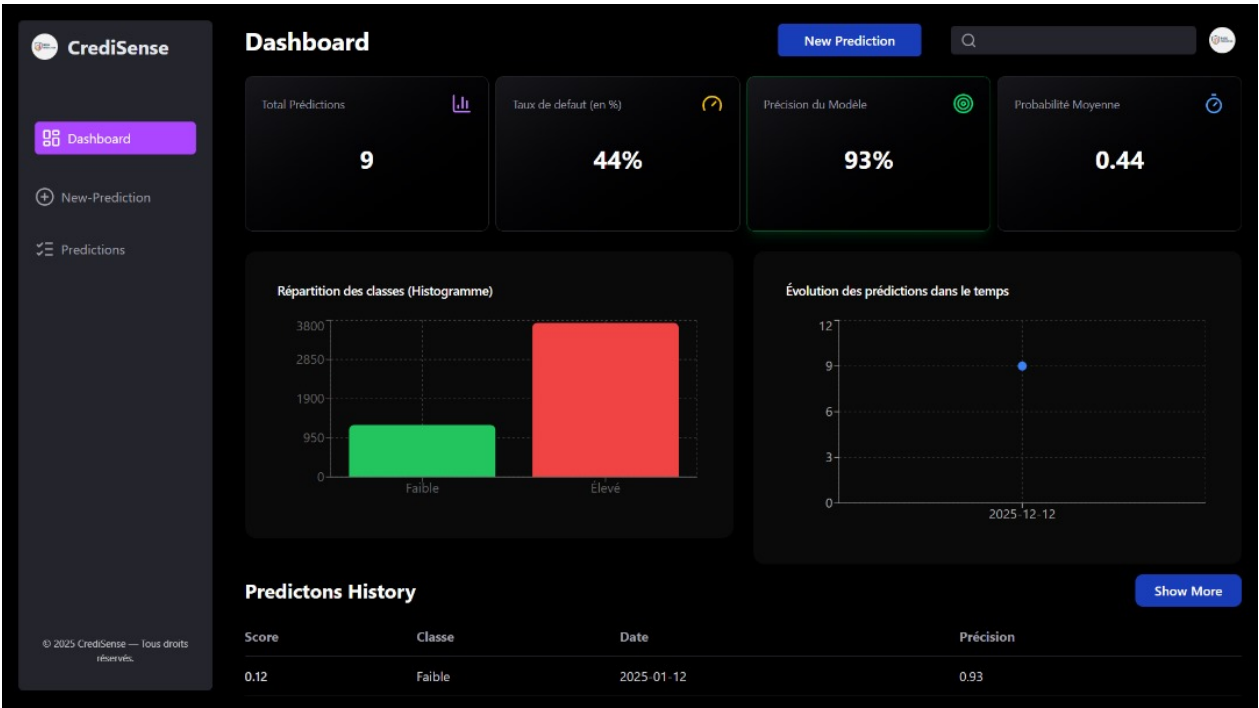 CrediSense
Dashboard
New-Prediction
Predictions
© 2025 CrediSense — Tous droits
réservés.
Dashboard
New Prediction
Total Prédictions
9
Taux de defaut (en %)
44%
Précision du Modèle
93%
Probabilité Moyenne
0.44
Répartition des classes (Histogramme)
3800
2850
1900
950
0
Faible
Élevé
Évolution des prédictions dans le temps
12
9
6
3
0
2025-12-12
Predictons History
Show More
Score Classe Date Précision
0.12 Faible 2025-01-12 0.93